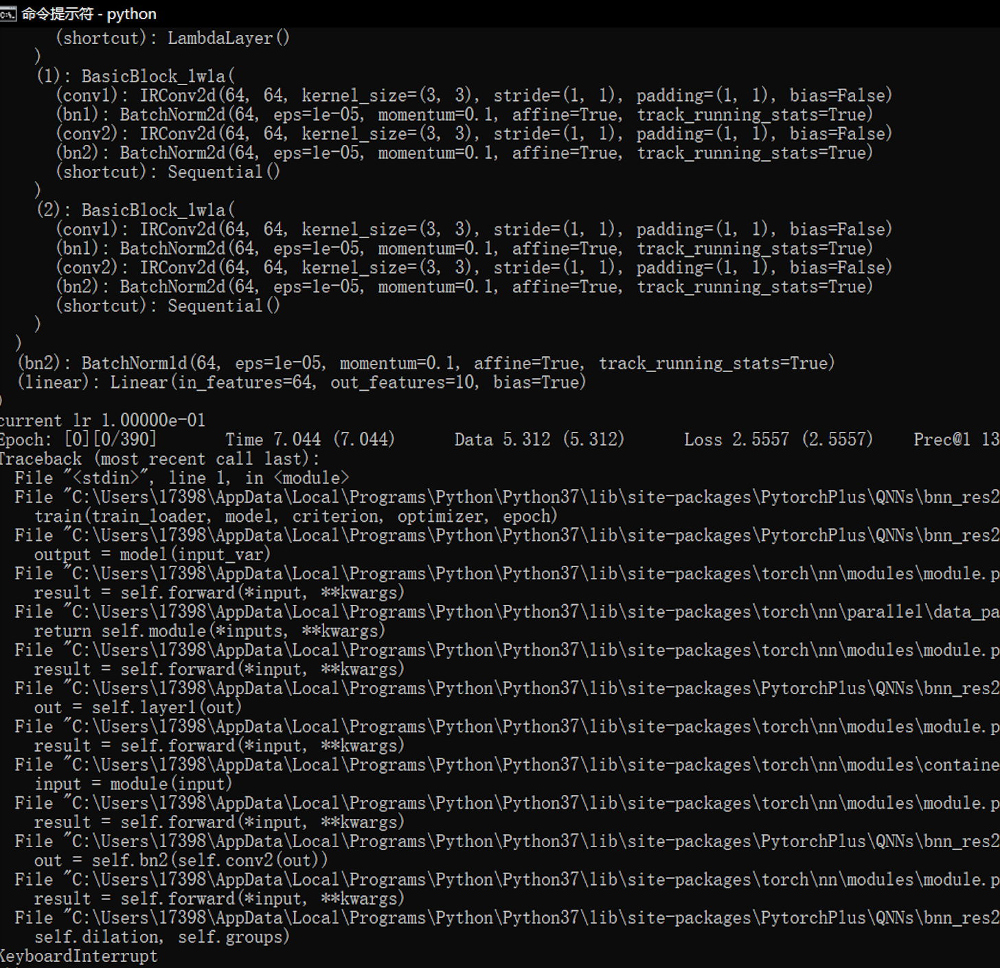 命令提示符 - python
(shortcut): LambdaLayer()
)
(1): BasicBlock_1w1a(
(conv1): IRConv2d(64, 64, kernel_size=(3, 3), stride=(1, 1), padding=(1, 1), bias=False)
(bn1): BatchNorm2d(64, eps=1e-05, momentum=0.1, affine=True, track_running_stats=True)
(conv2): IRConv2d(64, 64, kernel_size=(3, 3), stride=(1, 1), padding=(1, 1), bias=False)
(bn2): BatchNorm2d(64, eps=1e-05, momentum=0.1, affine=True, track_running_stats=True)
(shortcut): Sequential()
)
(2): BasicBlock_1w1a(
(conv1): IRConv2d(64, 64, kernel_size=(3, 3), stride=(1, 1), padding=(1, 1), bias=False)
(bn1): BatchNorm2d(64, eps=1e-05, momentum=0.1, affine=True, track_running_stats=True)
(conv2): IRConv2d(64, 64, kernel_size=(3, 3), stride=(1, 1), padding=(1, 1), bias=False)
(bn2): BatchNorm2d(64, eps=1e-05, momentum=0.1, affine=True, track_running_stats=True)
(shortcut): Sequential()
)
)
(bn2): BatchNorm1d(64, eps=1e-05, momentum=0.1, affine=True, track_running_stats=True)
(linear): Linear(in_features=64, out_features=10, bias=True)
)
current lr 1.00000e-01
Epoch: [0][0/390] Time 7.044 (7.044) Data 5.312 (5.312) Loss 2.5557 (2.5557) Prec@1 13
Traceback (most recent call last):
File "<stdin>", line 1, in <module>
File "C:\Users\17398\AppData\Local\Programs\Python\Python37\lib\site-packages\PytorchPlus\QNNs\bnn_res2
train(train_loader, model, criterion, optimizer, epoch)
File "C:\Users\17398\AppData\Local\Programs\Python\Python37\lib\site-packages\PytorchPlus\QNNs\bnn_res2
output = model(input_var)
File "C:\Users\17398\AppData\Local\Programs\Python\Python37\lib\site-packages\torch\nn\modules\module.p
result = self.forward(*input, **kwargs)
File "C:\Users\17398\AppData\Local\Programs\Python\Python37\lib\site-packages\torch\nn\parallel\data_pa
return self.module(*inputs, **kwargs)
File "C:\Users\17398\AppData\Local\Programs\Python\Python37\lib\site-packages\torch\nn\modules\module.p
result = self.forward(*input, **kwargs)
File "C:\Users\17398\AppData\Local\Programs\Python\Python37\lib\site-packages\PytorchPlus\QNNs\bnn_res2
out = self.layer1(out)
File "C:\Users\17398\AppData\Local\Programs\Python\Python37\lib\site-packages\torch\nn\modules\module.p
result = self.forward(*input, **kwargs)
File "C:\Users\17398\AppData\Local\Programs\Python\Python37\lib\site-packages\torch\nn\modules\containe
input = module(input)
File "C:\Users\17398\AppData\Local\Programs\Python\Python37\lib\site-packages\torch\nn\modules\module.p
result = self.forward(*input, **kwargs)
File "C:\Users\17398\AppData\Local\Programs\Python\Python37\lib\site-packages\PytorchPlus\QNNs\bnn_res2
out = self.bn2(self.conv2(out))
File "C:\Users\17398\AppData\Local\Programs\Python\Python37\lib\site-packages\torch\nn\modules\module.p
result = self.forward(*input, **kwargs)
File "C:\Users\17398\AppData\Local\Programs\Python\Python37\lib\site-packages\PytorchPlus\QNNs\bnn_res2
self.dilation, self.groups)
KeyboardInterrupt